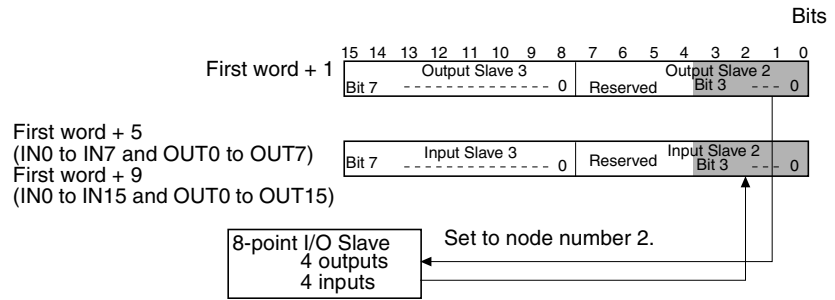 Bits
15 14 13 12 11 10 9 8 7 6 5 4 3 2 1 0
First word + 1
Output Slave 3 Output Slave 2
Bit 7 - - - - - - - - - - - - - 0 Reserved Bit 3 - - - 0
First word + 5
(IN0 to IN7 and OUT0 to OUT7)
First word + 9
(IN0 to IN15 and OUT0 to OUT15)
Input Slave 3 Input Slave 2
Bit 7 - - - - - - - - - - - - - 0 Reserved Bit 3 - - - 0
8-point I/O Slave
4 outputs
4 inputs
Set to node number 2.